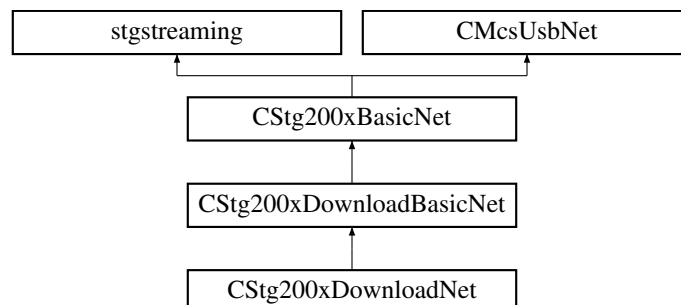 stgstreaming
CMcsUsbNet
CStg200xBasicNet
CStg200xDownloadBasicNet
CStg200xDownloadNet